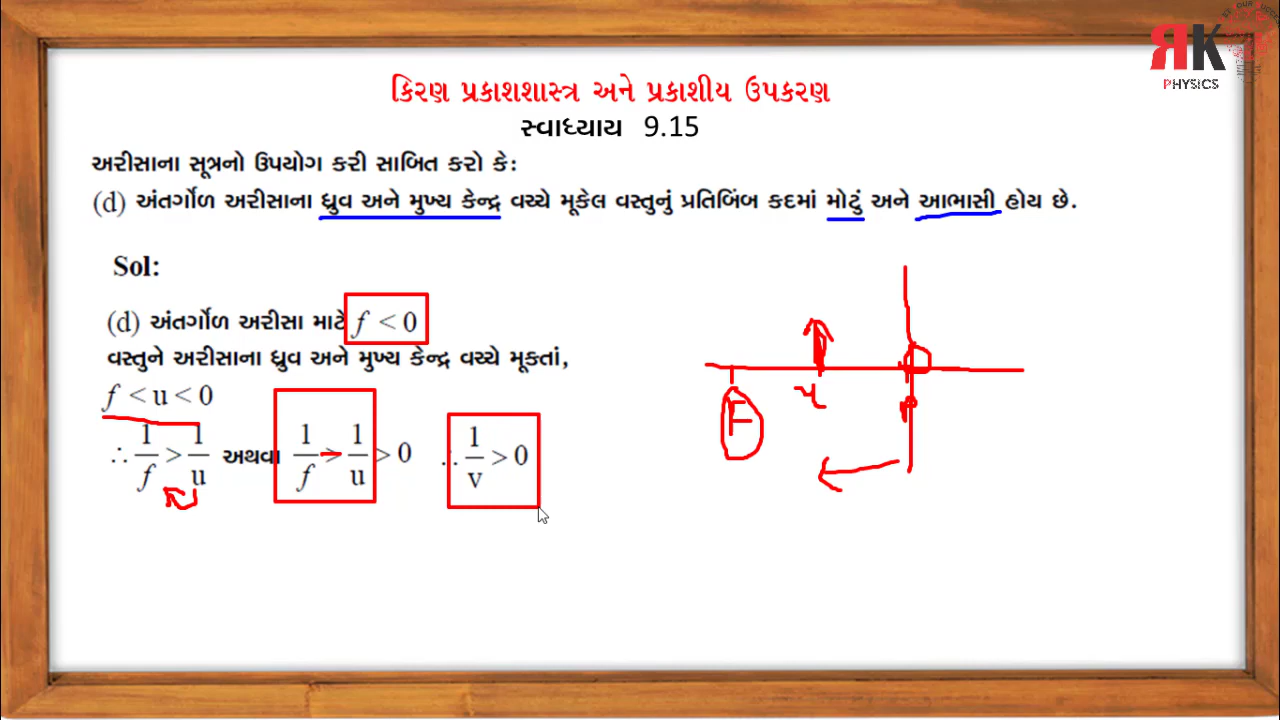 ЯK
PHYSICS
કિરણ પ્રકાશશાસ્ત્ર અને પ્રકાશીય ઉપકરણ
સ્વાધ્યાય 9.15
અરીસાના સૂત્રનો ઉપયોગ કરી સાબિત કરો કે:
(d) અંતર્ગોળ અરીસાના ધ્રુવ અને મુખ્ય કેન્દ્ર વચ્ચે મૂકેલ વસ્તુનું પ્રતિબિંબ કદમાં મોટું અને આભાસી હોય છે.
Sol:
(d) અંતર્ગોળ અરીસા માટે f < 0
વસ્તુને અરીસાના ધ્રુવ અને મુખ્ય કેન્દ્ર વચ્ચે મૂકતાં,
f < u < 0
∴ 1/f > 1/u અથવા 1/f - 1/u > 0 ∴ 1/v > 0
F u P